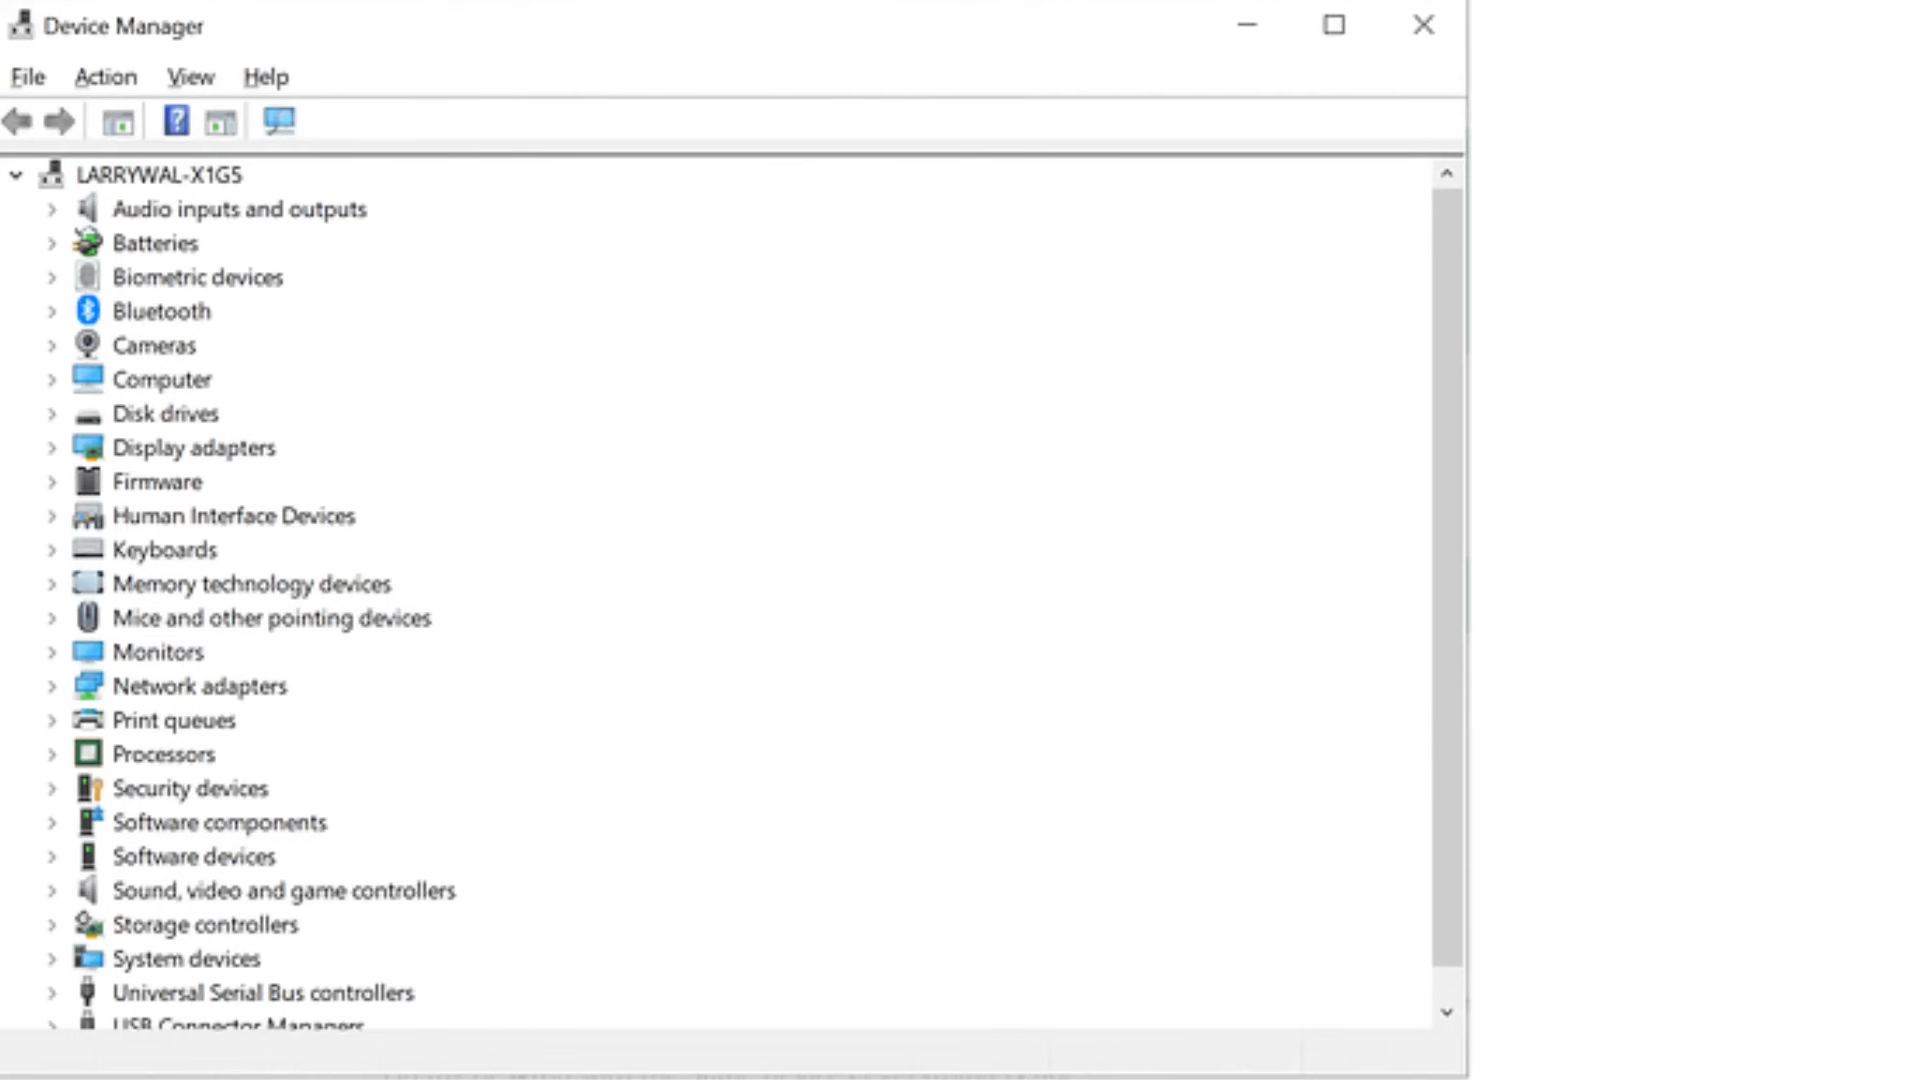 Device Manager
File Action View Help
LARRYWAL-X1G5
Audio inputs and outputs
Batteries
Biometric devices
Bluetooth
Cameras
Computer
Disk drives
Display adapters
Firmware
Human Interface Devices
Keyboards
Memory technology devices
Mice and other pointing devices
Monitors
Network adapters
Print queues
Processors
Security devices
Software components
Software devices
Sound, video and game controllers
Storage controllers
System devices
Universal Serial Bus controllers
USB Connector Managers